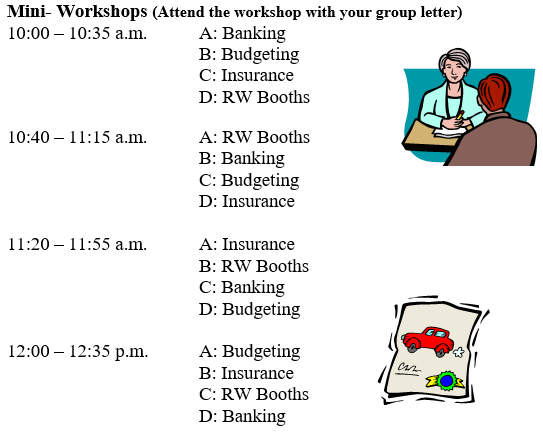 Mini- Workshops (Attend the workshop with your group letter)
10:00 – 10:35 a.m. A: Banking
B: Budgeting
C: Insurance
D: RW Booths
10:40 – 11:15 a.m. A: RW Booths
B: Banking
C: Budgeting
D: Insurance
11:20 – 11:55 a.m. A: Insurance
B: RW Booths
C: Banking
D: Budgeting
12:00 – 12:35 p.m. A: Budgeting
B: Insurance
C: RW Booths
D: Banking